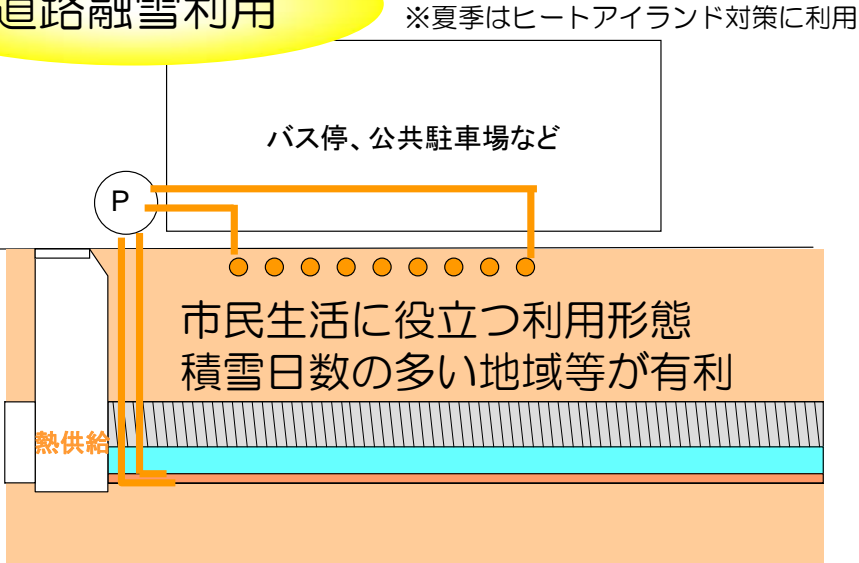 道路融雪利用
※夏季はヒートアイランド対策に利用
バス停、公共駐車場など
P
市民生活に役立つ利用形態
積雪日数の多い地域等が有利
熱供給